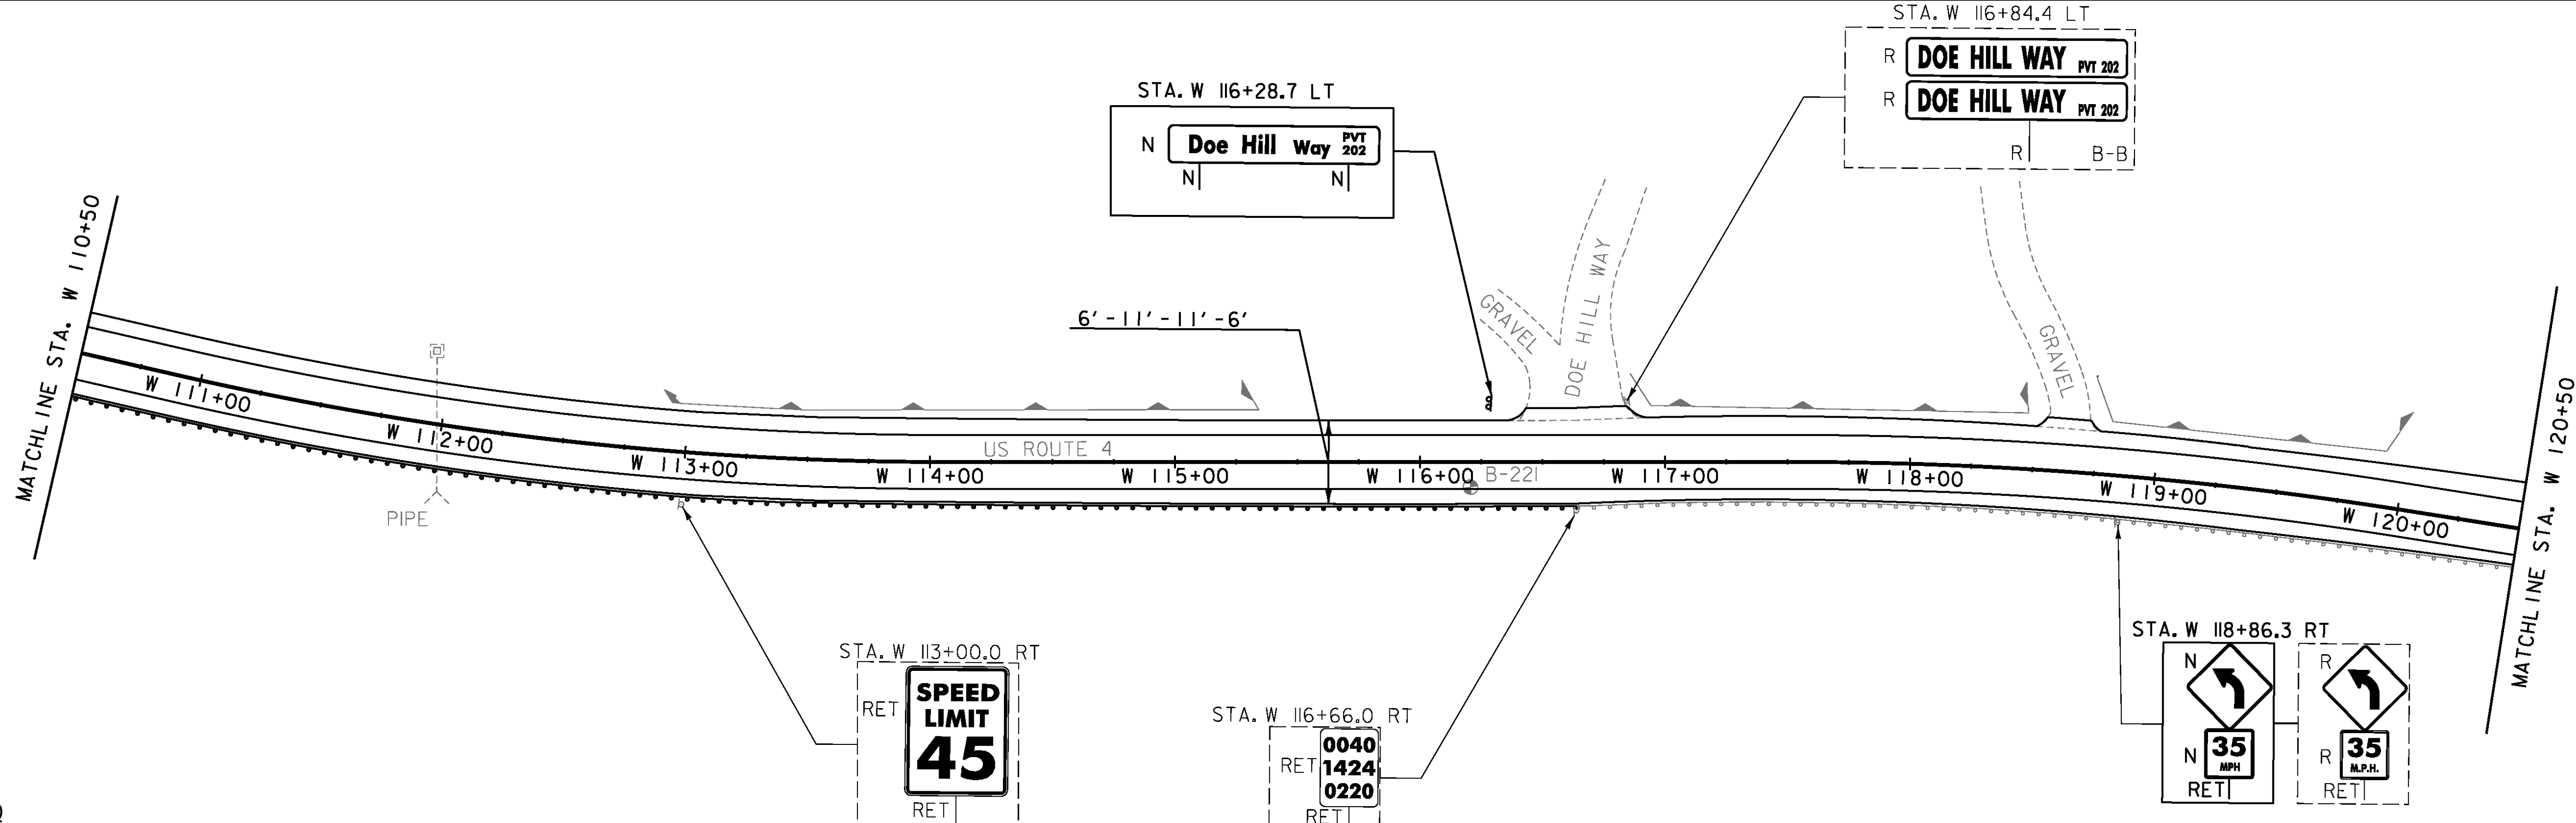 STA. W 116+84.4 LT
R DOE HILL WAY PVT 202
R DOE HILL WAY PVT 202
R B-B
STA. W 116+28.7 LT
N Doe Hill Way PVT 202
N N
MATCHLINE STA. W 110+50
6'-11'-11'-6'
GRAVEL
DOE HILL WAY
GRAVEL
MATCHLINE STA. W 120+50
W 111+00
W 112+00
W 113+00
W 114+00
W 115+00
W 116+00
W 117+00
W 118+00
W 119+00
W 120+00
US ROUTE 4
B-221
PIPE
STA. W 113+00.0 RT
SPEED
LIMIT
45
RET
RET
STA. W 116+66.0 RT
0040
RET 1424
0220
RET
STA. W 118+86.3 RT
N
N 35
MPH
RET
R
R 35
M.P.H.
RET